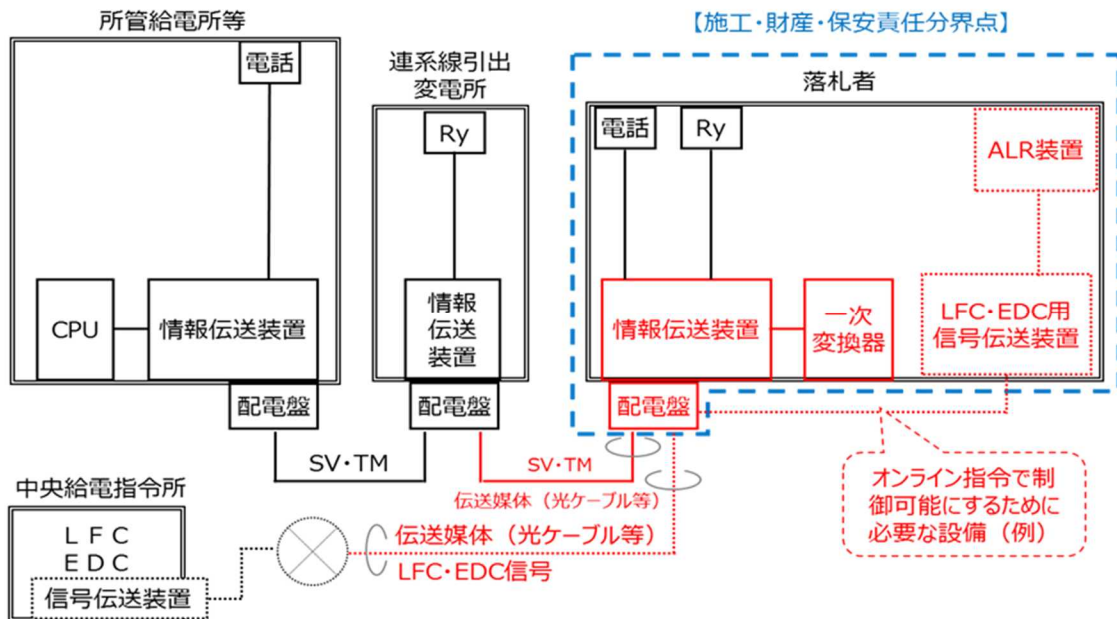 所管給電所等
電話
CPU
情報伝送装置
配電盤
連系線引出
変電所
Ry
情報
伝送
装置
配電盤
【施工・財産・保安責任分界点】
落札者
電話
Ry
ALR装置
情報伝送装置
一次
変換器
LFC・EDC用
信号伝送装置
配電盤
SV・TM
SV・TM
伝送媒体（光ケーブル等）
オンライン指令で制
御可能にするために
必要な設備（例）
中央給電指令所
LFC
EDC
信号伝送装置
伝送媒体（光ケーブル等）
LFC・EDC信号